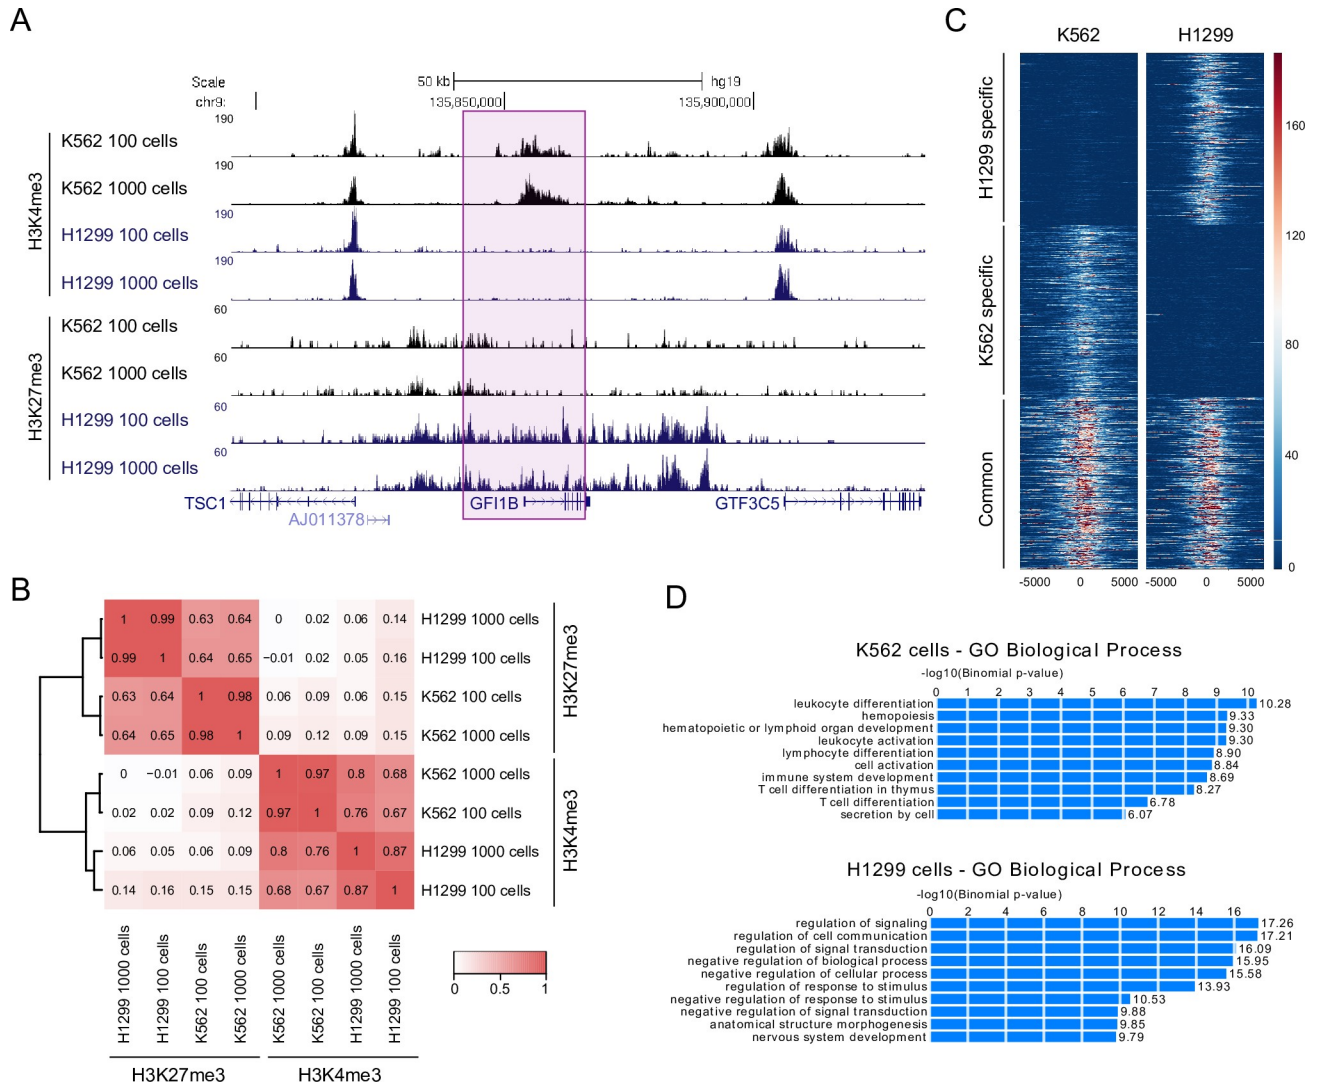 A
Scale
50 kb
hg19
chr9:
135,850,000
135,900,000
H3K4me3
190
K562 100 cells
190
K562 1000 cells
190
H1299 100 cells
190
H1299 1000 cells
H3K27me3
60
K562 100 cells
60
K562 1000 cells
60
H1299 100 cells
60
H1299 1000 cells
TSC1
GFI1B
GTF3C5
AJ011378
B
1 0.99 0.63 0.64 0 0.02 0.06 0.14 H1299 1000 cells
0.99 1 0.64 0.65 −0.01 0.02 0.05 0.16 H1299 100 cells
0.63 0.64 1 0.98 0.06 0.09 0.06 0.15 K562 100 cells
0.64 0.65 0.98 1 0.09 0.12 0.09 0.15 K562 1000 cells
0 −0.01 0.06 0.09 1 0.97 0.8 0.68 K562 1000 cells
0.02 0.02 0.09 0.12 0.97 1 0.76 0.67 K562 100 cells
0.06 0.05 0.06 0.09 0.8 0.76 1 0.87 H1299 1000 cells
0.14 0.16 0.15 0.15 0.68 0.67 0.87 1 H1299 100 cells
H3K27me3
H3K4me3
H1299 1000 cells
H1299 100 cells
K562 100 cells
K562 1000 cells
K562 1000 cells
K562 100 cells
H1299 1000 cells
H1299 100 cells
H3K27me3
H3K4me3
0 0.5 1
C
K562
H1299
H1299 specific
K562 specific
Common
-5000 0 5000
-5000 0 5000
160
120
80
40
0
D
K562 cells - GO Biological Process
-log10(Binomial p-value)
0 1 2 3 4 5 6 7 8 9 10
leukocyte differentiation 10.28
hemopoiesis 9.33
hematopoietic or lymphoid organ development 9.30
leukocyte activation 9.30
lymphocyte differentiation 8.90
cell activation 8.84
immune system development 8.69
T cell differentiation in thymus 8.27
T cell differentiation 6.78
secretion by cell 6.07
H1299 cells - GO Biological Process
-log10(Binomial p-value)
0 2 4 6 8 10 12 14 16
regulation of signaling 17.26
regulation of cell communication 17.21
regulation of signal transduction 16.09
negative regulation of biological process 15.95
negative regulation of cellular process 15.58
regulation of response to stimulus 13.93
negative regulation of response to stimulus 10.53
negative regulation of signal transduction 9.88
anatomical structure morphogenesis 9.85
nervous system development 9.79